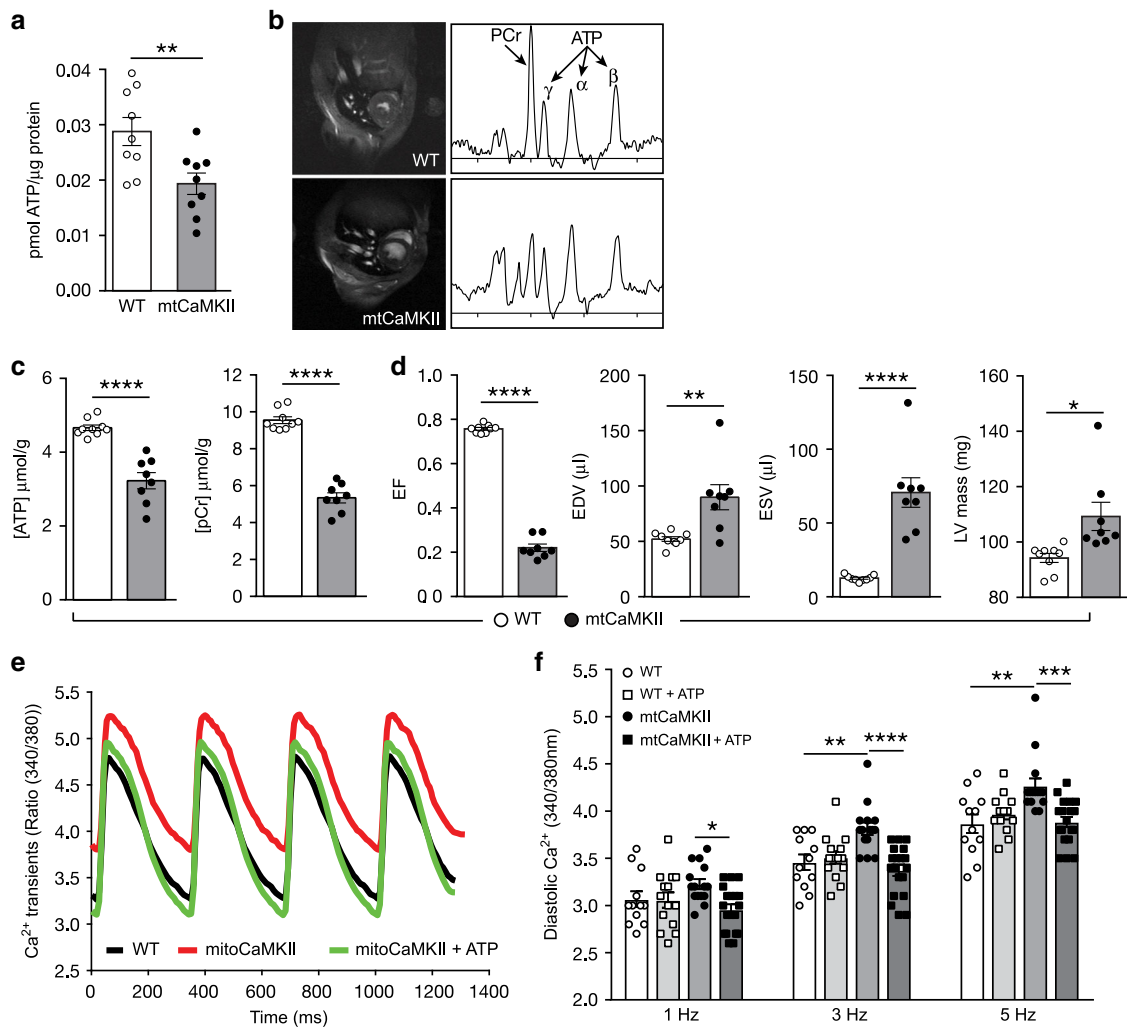 a
**
0.04
0.03
0.02
0.01
0.00
pmol ATP/μg protein
WT
mtCaMKII
b
WT
mtCaMKII
PCr
ATP
γ
α
β
c
****
6
4
2
0
[ATP] μmol/g
****
12
10
8
6
4
2
0
[pCr] μmol/g
d
****
1.0
0.8
0.6
0.4
0.2
0.0
EF
**
200
150
100
50
0
EDV (μl)
****
150
100
50
0
ESV (μl)
*
160
140
120
100
80
LV mass (mg)
WT
mtCaMKII
e
5.5
5.0
4.5
4.0
3.5
3.0
2.5
Ca2+ transients (Ratio (340/380))
WT
mitoCaMKII
mitoCaMKII + ATP
0
200
400
600
800
1000
1200
1400
Time (ms)
f
WT
WT + ATP
mtCaMKII
mtCaMKII + ATP
5.5
5.0
4.5
4.0
3.5
3.0
2.5
2.0
Diastolic Ca2+ (340/380nm)
*
**
****
**
***
1 Hz
3 Hz
5 Hz